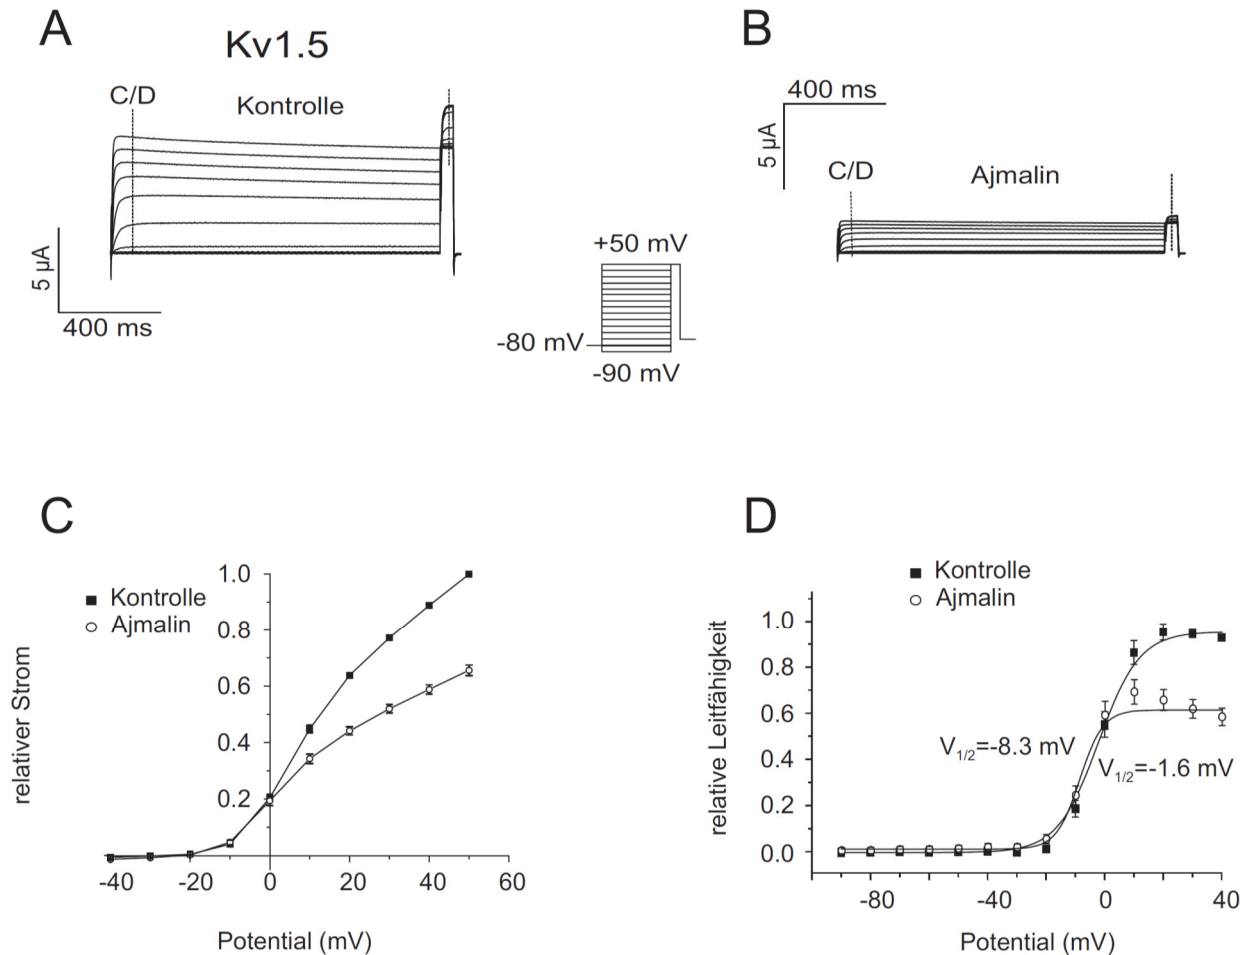 A
Kv1.5
C/D
Kontrolle
5 µA
400 ms
+50 mV
-80 mV
-90 mV
B
400 ms
5 µA
C/D
Ajmalin
C
Kontrolle
Ajmalin
relativer Strom
1.0
0.8
0.6
0.4
0.2
-40
-20
0
20
40
60
Potential (mV)
D
Kontrolle
Ajmalin
relative Leitfähigkeit
1.0
0.8
0.6
0.4
0.2
0.0
V1/2=-8.3 mV
V1/2=-1.6 mV
-80
-40
0
40
Potential (mV)